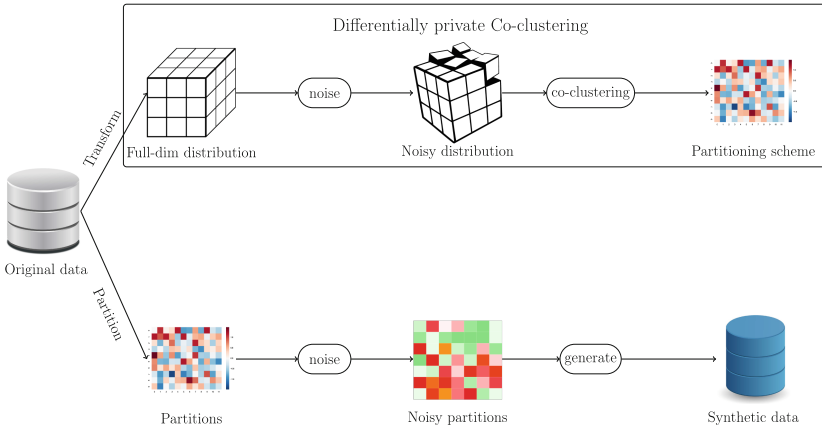 Differentially private Co-clustering
noise
co-clustering
Transform
Full-dim distribution
Noisy distribution
Partitioning scheme
Original data
Partition
noise
generate
Partitions
Noisy partitions
Synthetic data